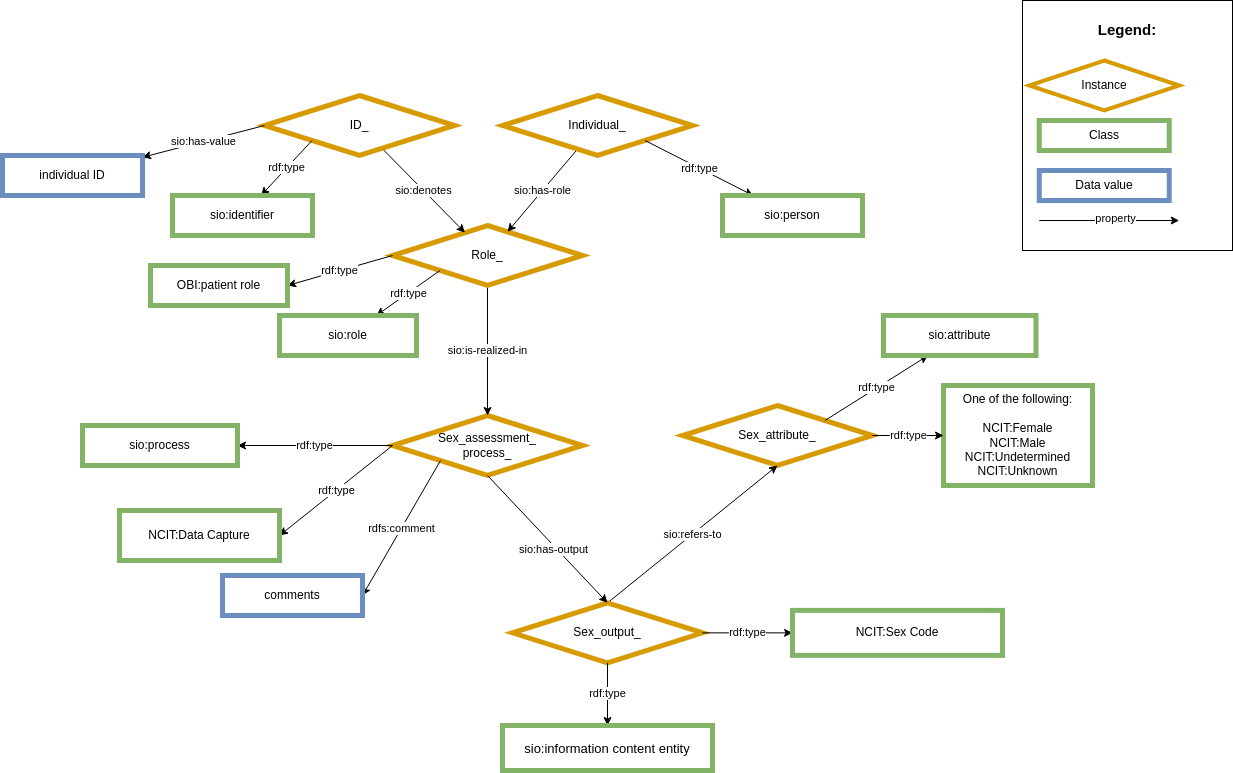 Legend:
Instance
Class
Data value
property
ID_
Individual_
sio:has-value
rdf:type
rdf:type
individual ID
sio:denotes
sio:has-role
sio:identifier
sio:person
Role_
rdf:type
OBI:patient role
rdf:type
sio:role
sio:is-realized-in
sio:attribute
rdf:type
One of the following:
NCIT:Female
NCIT:Male
NCIT:Undetermined
NCIT:Unknown
Sex_attribute_
rdf:type
Sex_assessment_
process_
sio:process
rdf:type
rdf:type
NCIT:Data Capture
rdfs:comment
sio:refers-to
sio:has-output
comments
Sex_output_
rdf:type
NCIT:Sex Code
rdf:type
sio:information content entity